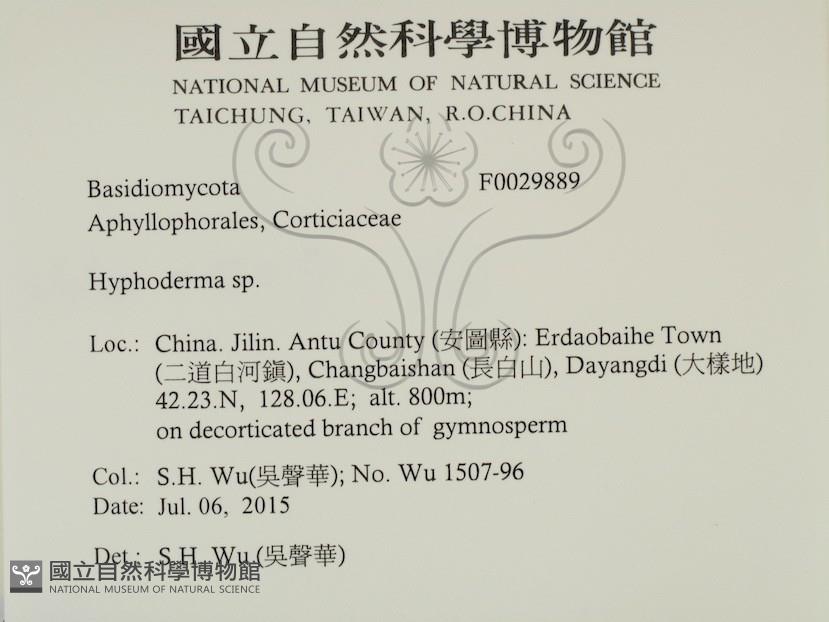 國立自然科學博物館
NATIONAL MUSEUM OF NATURAL SCIENCE
TAICHUNG, TAIWAN, R.O.CHINA
Basidiomycota F0029889
Aphyllophorales, Corticiaceae
Hyphoderma sp.
Loc.: China. Jilin. Antu County (安圖縣): Erdaobaihe Town
(二道白河鎭), Changbaishan (長白山), Dayangdi (大樣地)
42.23.N, 128.06.E; alt. 800m;
on decorticated branch of gymnosperm
Col.: S.H. Wu(吳聲華); No. Wu 1507-96
Date: Jul. 06, 2015
Det.: S.H. Wu (吳聲華)
國立自然科學博物館
NATIONAL MUSEUM OF NATURAL SCIENCE